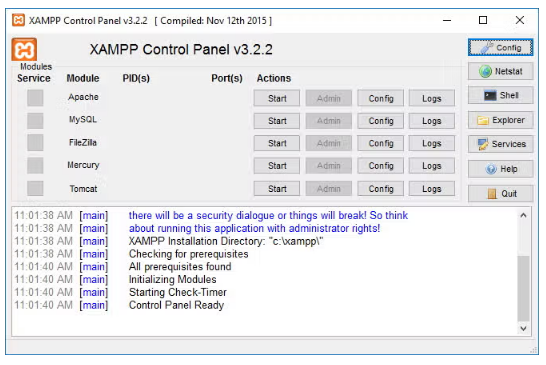 XAMPP Control Panel v3.2.2 [ Compiled: Nov 12th 2015 ]
XAMPP Control Panel v3.2.2
Config
Modules
Service Module PID(s) Port(s) Actions
Netstat
Apache Start Admin Config Logs
Shell
MySQL Start Admin Config Logs
Explorer
FileZilla Start Admin Config Logs
Services
Mercury Start Admin Config Logs
Help
Tomcat Start Admin Config Logs
Quit
11:01:38 AM [main] there will be a security dialogue or things will break! So think
11:01:38 AM [main] about running this application with administrator rights!
11:01:38 AM [main] XAMPP Installation Directory: "c:\xampp\"
11:01:38 AM [main] Checking for prerequisites
11:01:40 AM [main] All prerequisites found
11:01:40 AM [main] Initializing Modules
11:01:40 AM [main] Starting Check-Timer
11:01:40 AM [main] Control Panel Ready